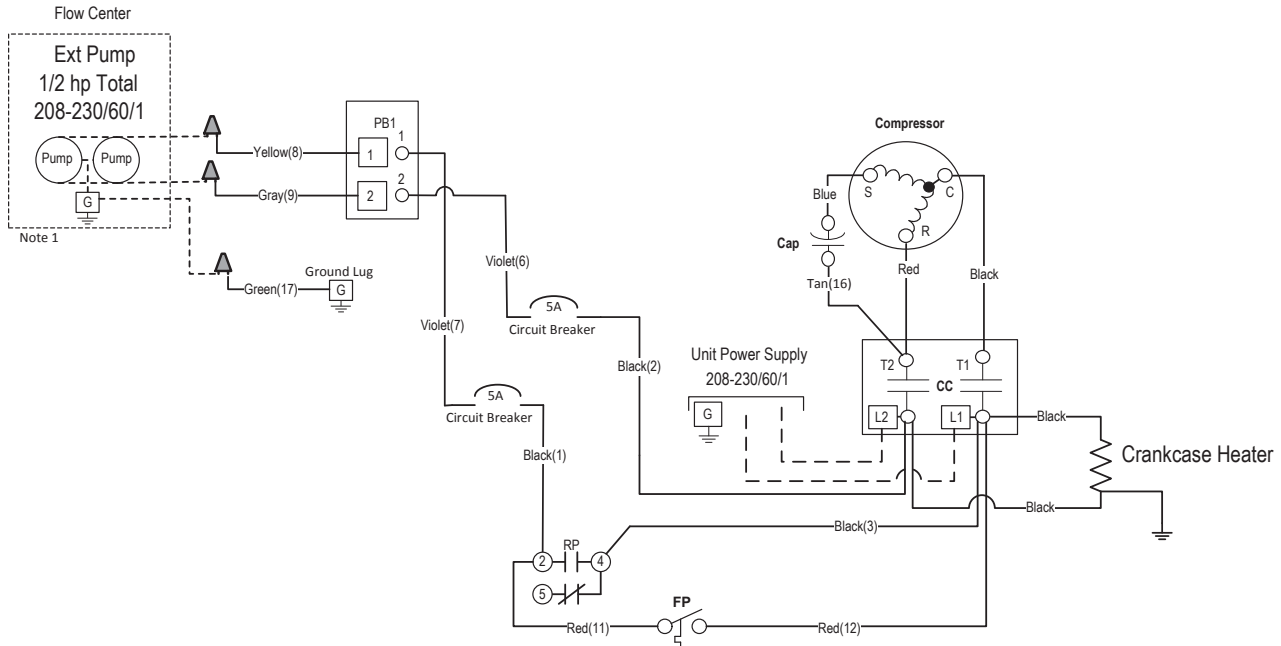 Flow Center
Ext Pump
1/2 hp Total
208-230/60/1
Pump
Pump
G
Note 1
Yellow(8)
Gray(9)
PB1
1
1
2
2
Green(17)
Ground Lug
G
Violet(6)
Violet(7)
5A
Circuit Breaker
5A
Circuit Breaker
Black(2)
Black(1)
Unit Power Supply
208-230/60/1
G
Compressor
S
C
R
Blue
Cap
Tan(16)
Red
Black
T2
T1
CC
L2
L1
Black
Crankcase Heater
Black
Black(3)
2
RP
4
5
FP
Red(11)
Red(12)